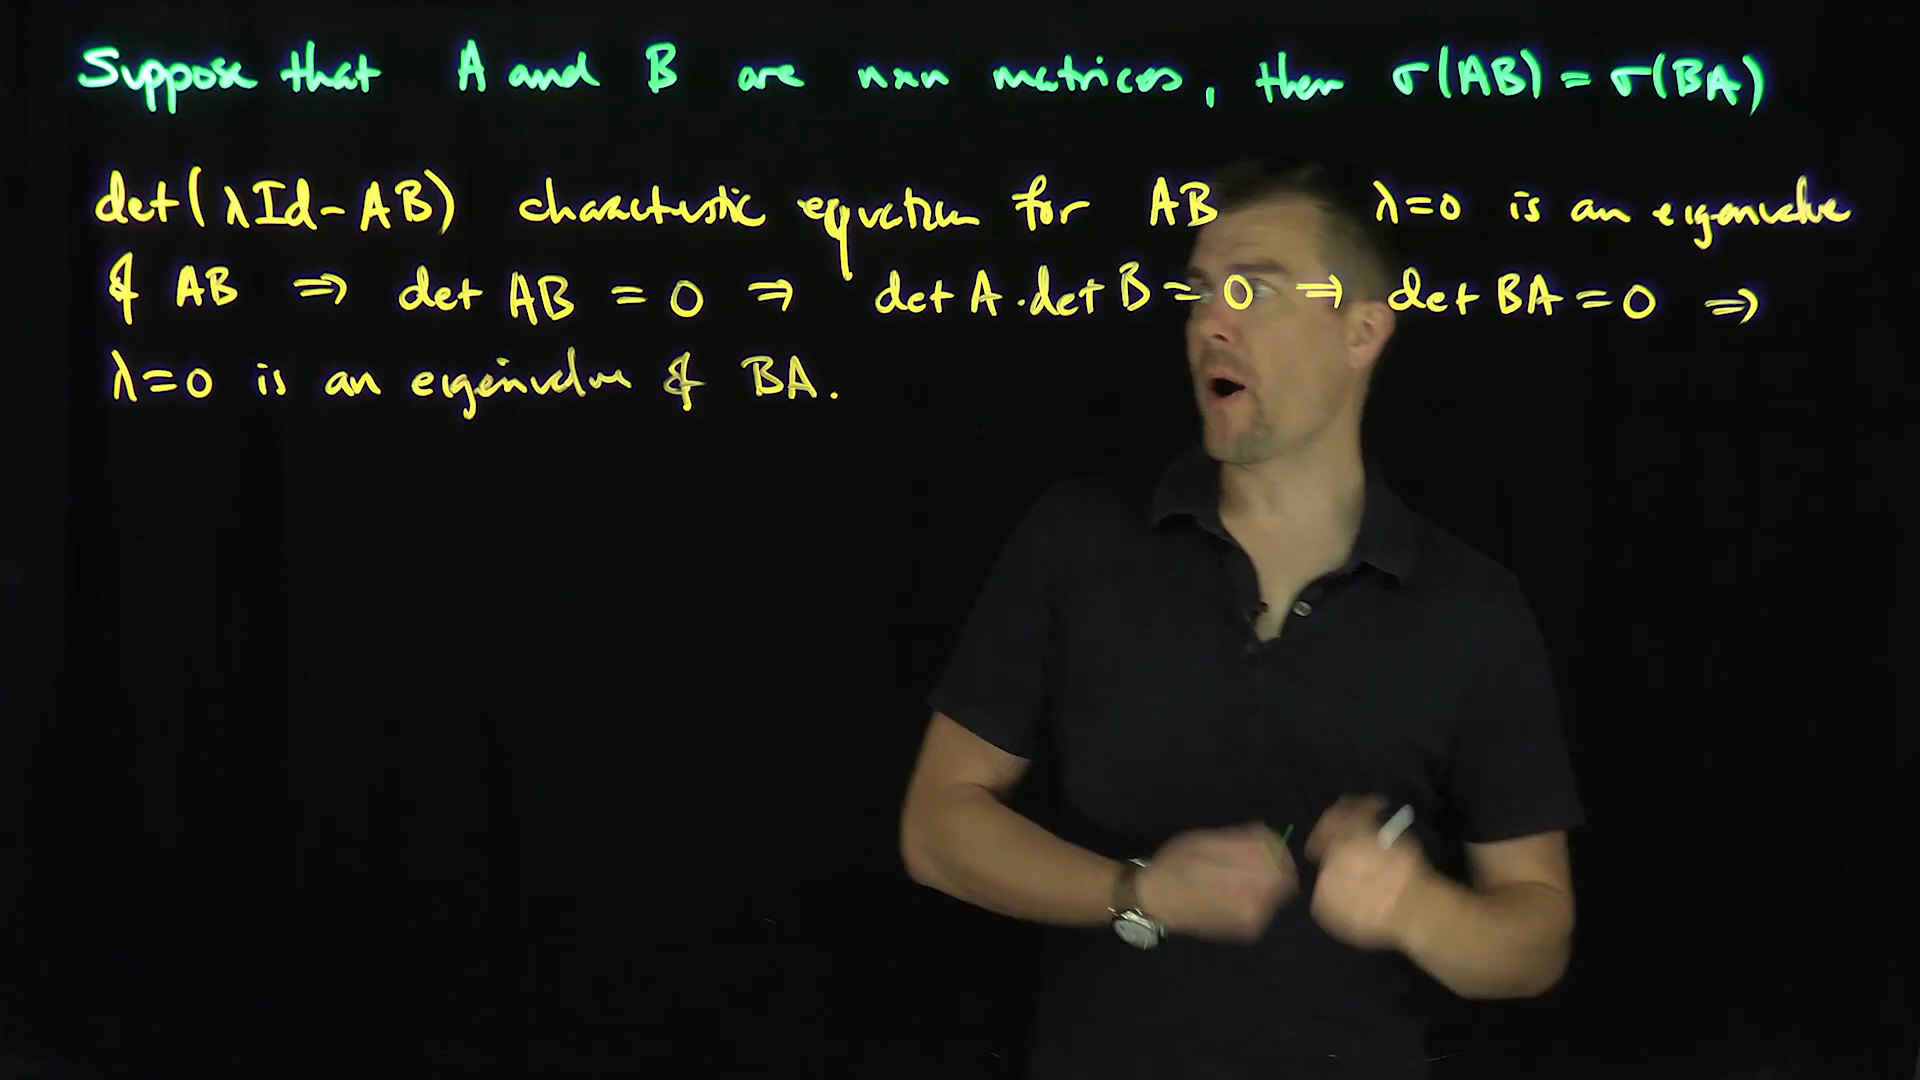 Suppose that A and B are n×n matrices, then σ(AB) = σ(BA)
det(λId - AB) characteristic equation for AB λ=0 is an eigenvalue
of AB ⇒ det AB = 0 ⇒ det A · det B = 0 ⇒ det BA = 0 ⇒
λ=0 is an eigenvalue of BA.